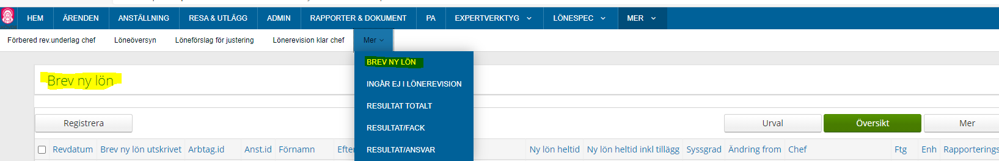 HEM ÄRENDEN ANSTÄLLNING RESA & UTLÄGG ADMIN RAPPORTER & DOKUMENT PA EXPERTVERKTYG LÖNESPEC MER
Förbered rev.underlag chef Löneöversyn Löneförslag för justering Lönerevision klar chef Mer
BREV NY LÖN
Brev ny lön
INGÅR EJ I LÖNEREVISION
RESULTAT TOTALT
Registrera Urval Översikt Mer
RESULTAT/FACK
Revdatum Brev ny lön utskrivet Arbtag.id Anst.id Förnamn Efter Ny lön heltid Ny lön heltid inkl tillägg Syssgrad Ändring from Chef Ftg Enh Rapporterings
RESULTAT/ANSVAR